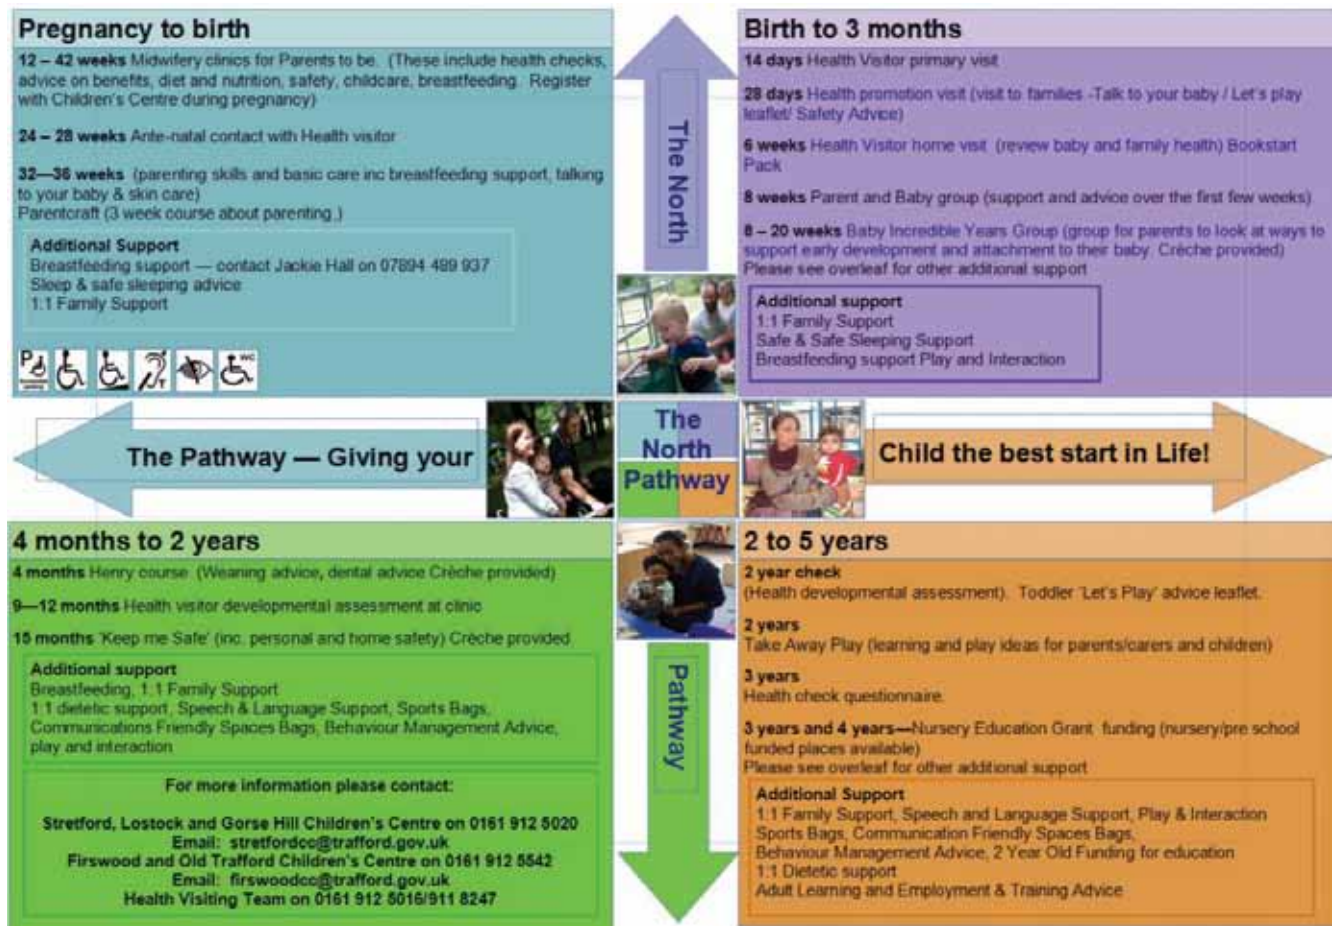 Pregnancy to birth
12 – 42 weeks Midwifery clinics for Parents to be. (These include health checks,
advice on benefits, diet and nutrition, safety, childcare, breastfeeding. Register
with Children's Centre during pregnancy)
24 – 28 weeks Ante-natal contact with Health visitor
32—36 weeks (parenting skills and basic care inc breastfeeding support, talking
to your baby & skin care)
Parentcraft (3 week course about parenting.)
Additional Support
Breastfeeding support — contact Jackie Hall on 07894 489 937
Sleep & safe sleeping advice
1:1 Family Support
P
T
WC
The North
Birth to 3 months
14 days Health Visitor primary visit
28 days Health promotion visit (visit to families -Talk to your baby / Let's play
leaflet/ Safety Advice)
6 weeks Health Visitor home visit (review baby and family health) Bookstart
Pack
8 weeks Parent and Baby group (support and advice over the first few weeks)
8 – 20 weeks Baby Incredible Years Group (group for parents to look at ways to
support early development and attachment to their baby. Crèche provided)
Please see overleaf for other additional support
Additional support
1:1 Family Support
Safe & Safe Sleeping Support
Breastfeeding support Play and Interaction
The Pathway — Giving your
The
North
Pathway
Child the best start in Life!
4 months to 2 years
4 months Henry course (Weaning advice, dental advice Crèche provided)
9—12 months Health visitor developmental assessment at clinic
15 months 'Keep me Safe' (inc. personal and home safety) Crèche provided
Additional support
Breastfeeding, 1:1 Family Support
1:1 dietetic support, Speech & Language Support, Sports Bags,
Communications Friendly Spaces Bags, Behaviour Management Advice,
play and interaction
For more information please contact:
Stretford, Lostock and Gorse Hill Children's Centre on 0161 912 5020
Email: stretfordcc@trafford.gov.uk
Firswood and Old Trafford Children's Centre on 0161 912 5542
Email: firswoodcc@trafford.gov.uk
Health Visiting Team on 0161 912 5016/911 8247
Pathway
2 to 5 years
2 year check
(Health developmental assessment). Toddler 'Let's Play' advice leaflet.
2 years
Take Away Play (learning and play ideas for parents/carers and children)
3 years
Health check questionnaire.
3 years and 4 years—Nursery Education Grant funding (nursery/pre school
funded places available)
Please see overleaf for other additional support
Additional Support
1:1 Family Support, Speech and Language Support, Play & Interaction
Sports Bags, Communication Friendly Spaces Bags,
Behaviour Management Advice, 2 Year Old Funding for education
1:1 Dietetic support
Adult Learning and Employment & Training Advice